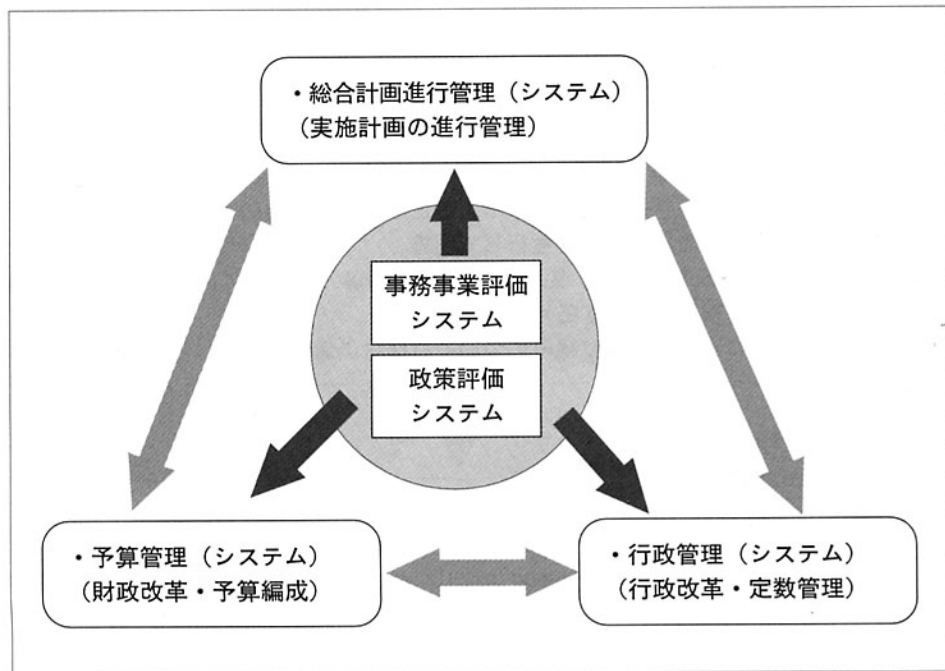 ・総合計画進行管理（システム）
（実施計画の進行管理）
事務事業評価
システム
政策評価
システム
・予算管理（システム）
（財政改革・予算編成）
・行政管理（システム）
（行政改革・定数管理）